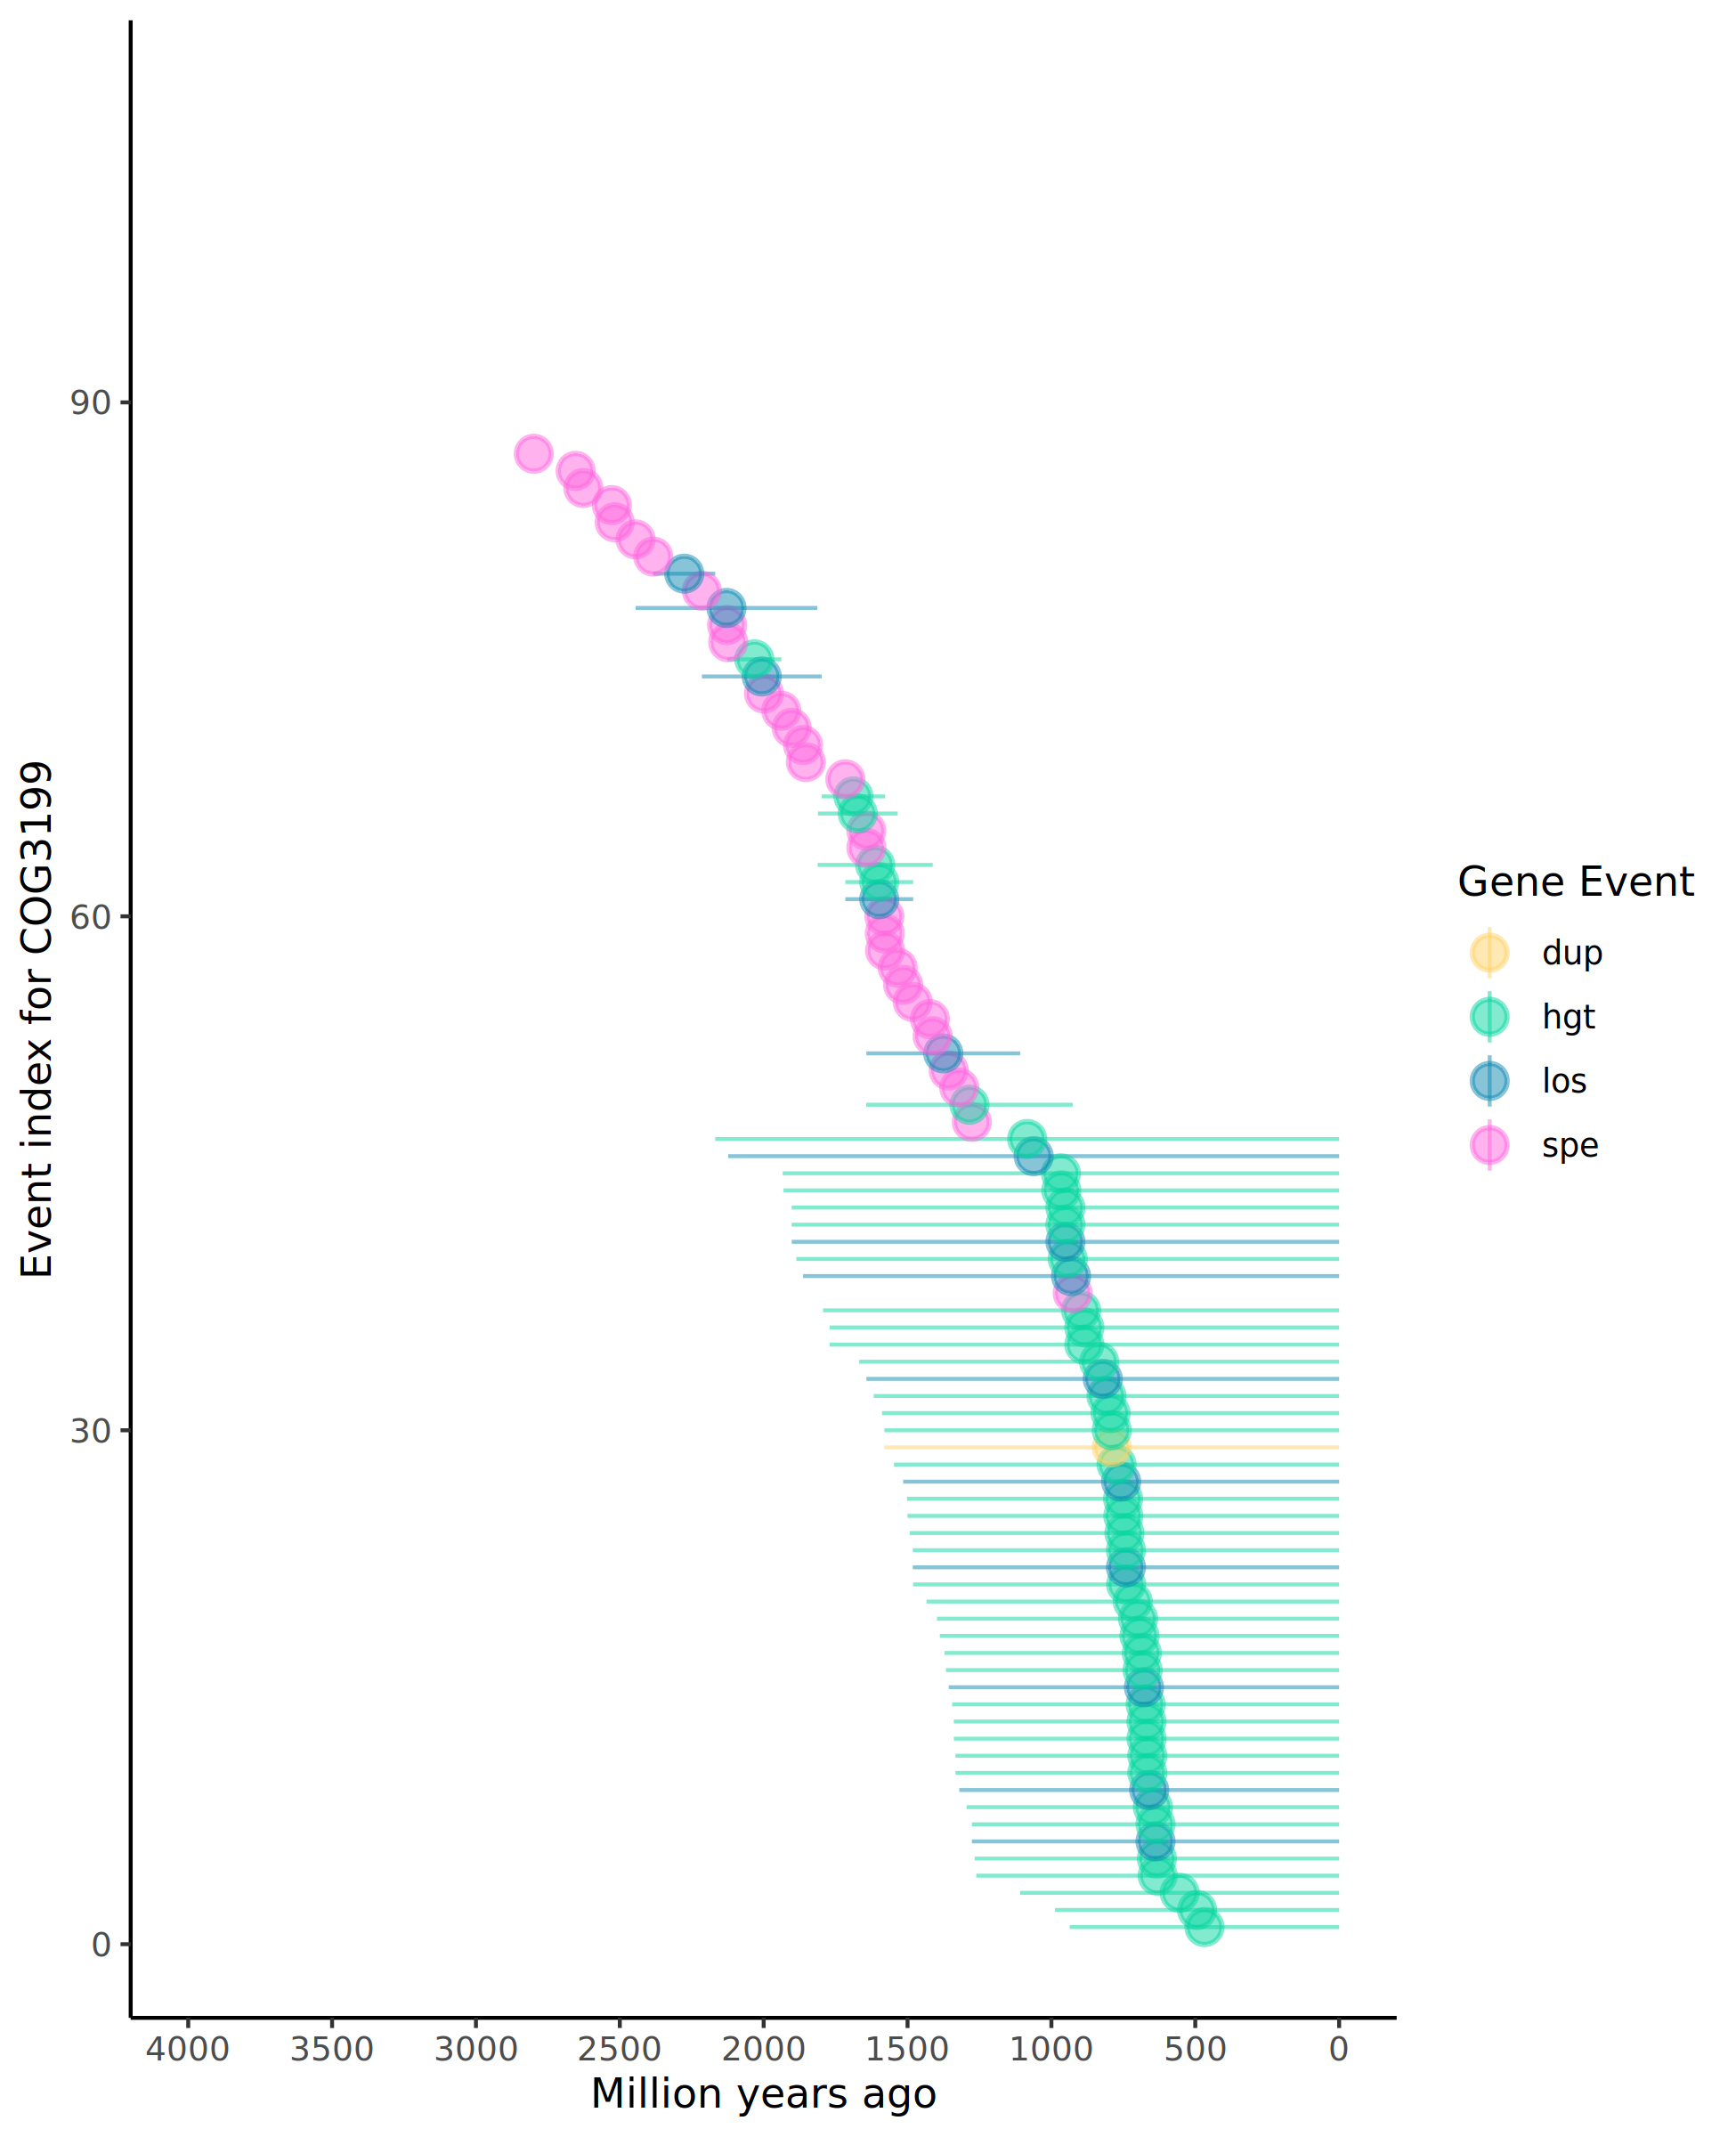 Event index for COG3199
90
60
30
0
4000 3500 3000 2500 2000 1500 1000 500 0
Million years ago
Gene Event
dup
hgt
los
spe